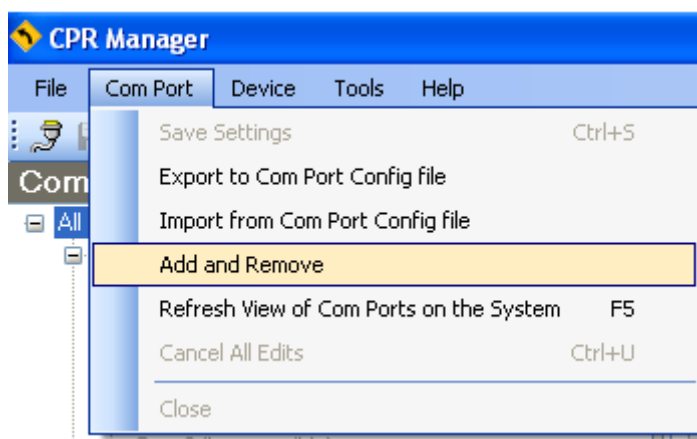 CPR Manager
File Com Port Device Tools Help
Save Settings Ctrl+S
Com
Export to Com Port Config file
All
Import from Com Port Config file
Add and Remove
Refresh View of Com Ports on the System F5
Cancel All Edits Ctrl+U
Close